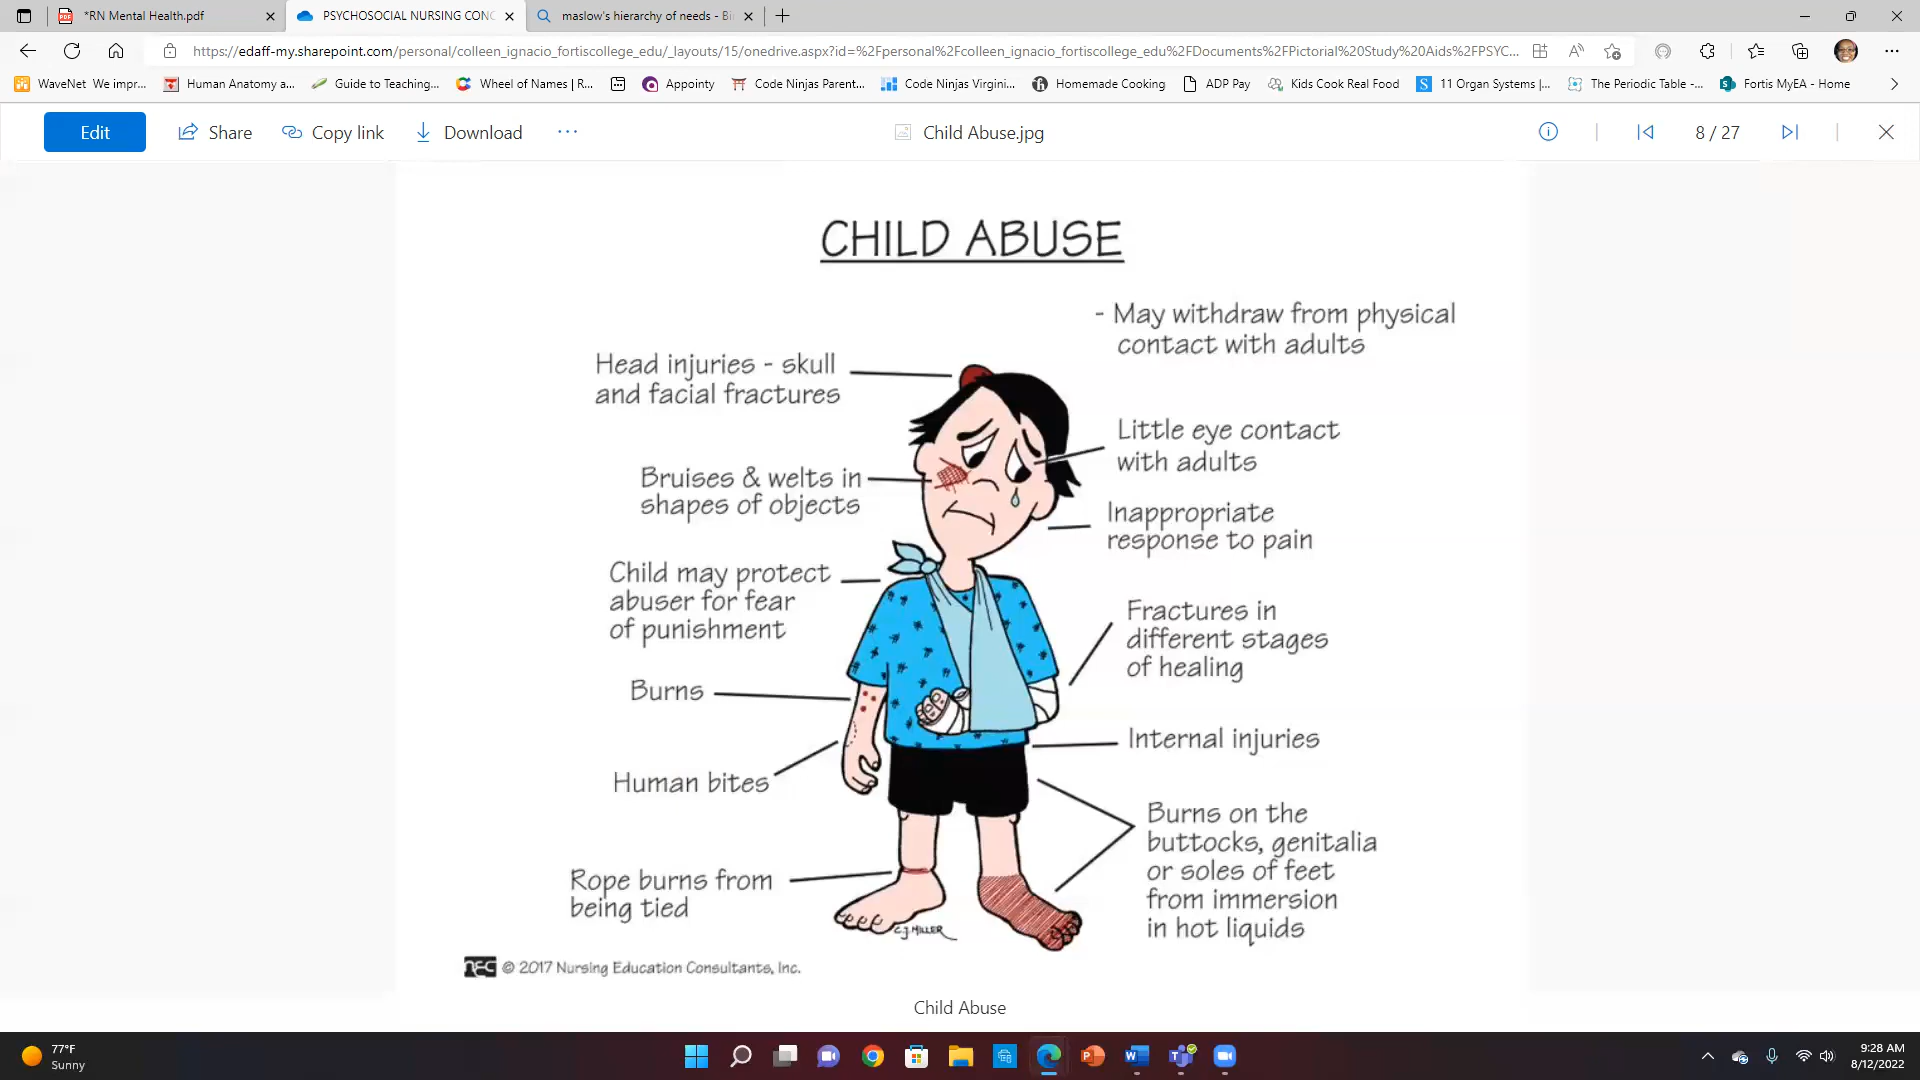 *RN Mental Health.pdf
PSYCHOSOCIAL NURSING CONC
maslow's hierarchy of needs - Bi
https://edaff-my.sharepoint.com/personal/colleen_ignacio_fortiscollege_edu/_layouts/15/onedrive.aspx?id=%2Fpersonal%2Fcolleen_ignacio_fortiscollege_edu%2FDocuments%2FPictorial%20Study%20Aids%2FPSYC...
WaveNet We impr...
Human Anatomy a...
Guide to Teaching...
Wheel of Names | R...
Appointy
Code Ninjas Parent...
Code Ninjas Virgini...
Homemade Cooking
ADP Pay
Kids Cook Real Food
11 Organ Systems |...
The Periodic Table -...
Fortis MyEA - Home
Edit
Share
Copy link
Download
Child Abuse.jpg
8 / 27
CHILD ABUSE
- May withdraw from physical
contact with adults
Head injuries - skull
and facial fractures
Little eye contact
with adults
Bruises & welts in
shapes of objects
Inappropriate
response to pain
Child may protect
abuser for fear
of punishment
Fractures in
different stages
of healing
Burns
Internal injuries
Human bites
Burns on the
buttocks, genitalia
or soles of feet
from immersion
in hot liquids
Rope burns from
being tied
C.J. MILLER
nec © 2017 Nursing Education Consultants, Inc.
Child Abuse
77°F
Sunny
9:28 AM
8/12/2022